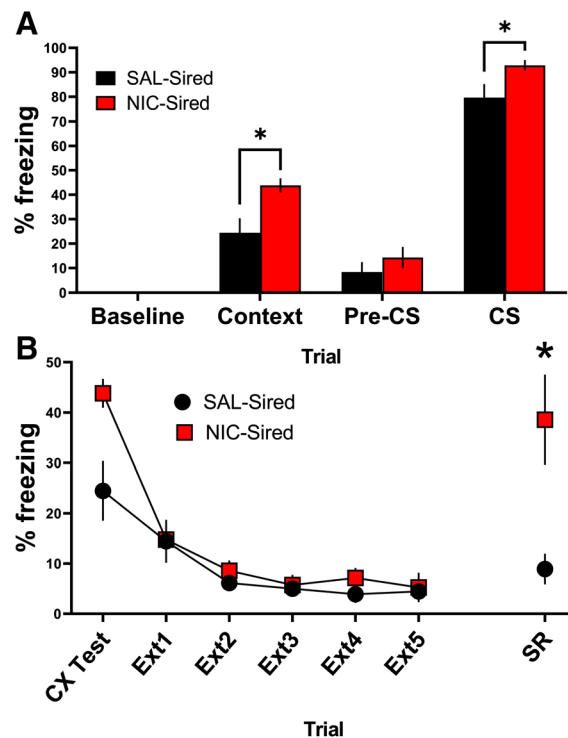 A
% freezing
100
90
80
70
60
50
40
30
20
10
0
SAL-Sired
NIC-Sired
*
*
Baseline Context Pre-CS CS
Trial
B
% freezing
50
40
30
20
10
0
SAL-Sired
NIC-Sired
*
CX Test Ext1 Ext2 Ext3 Ext4 Ext5 SR
Trial